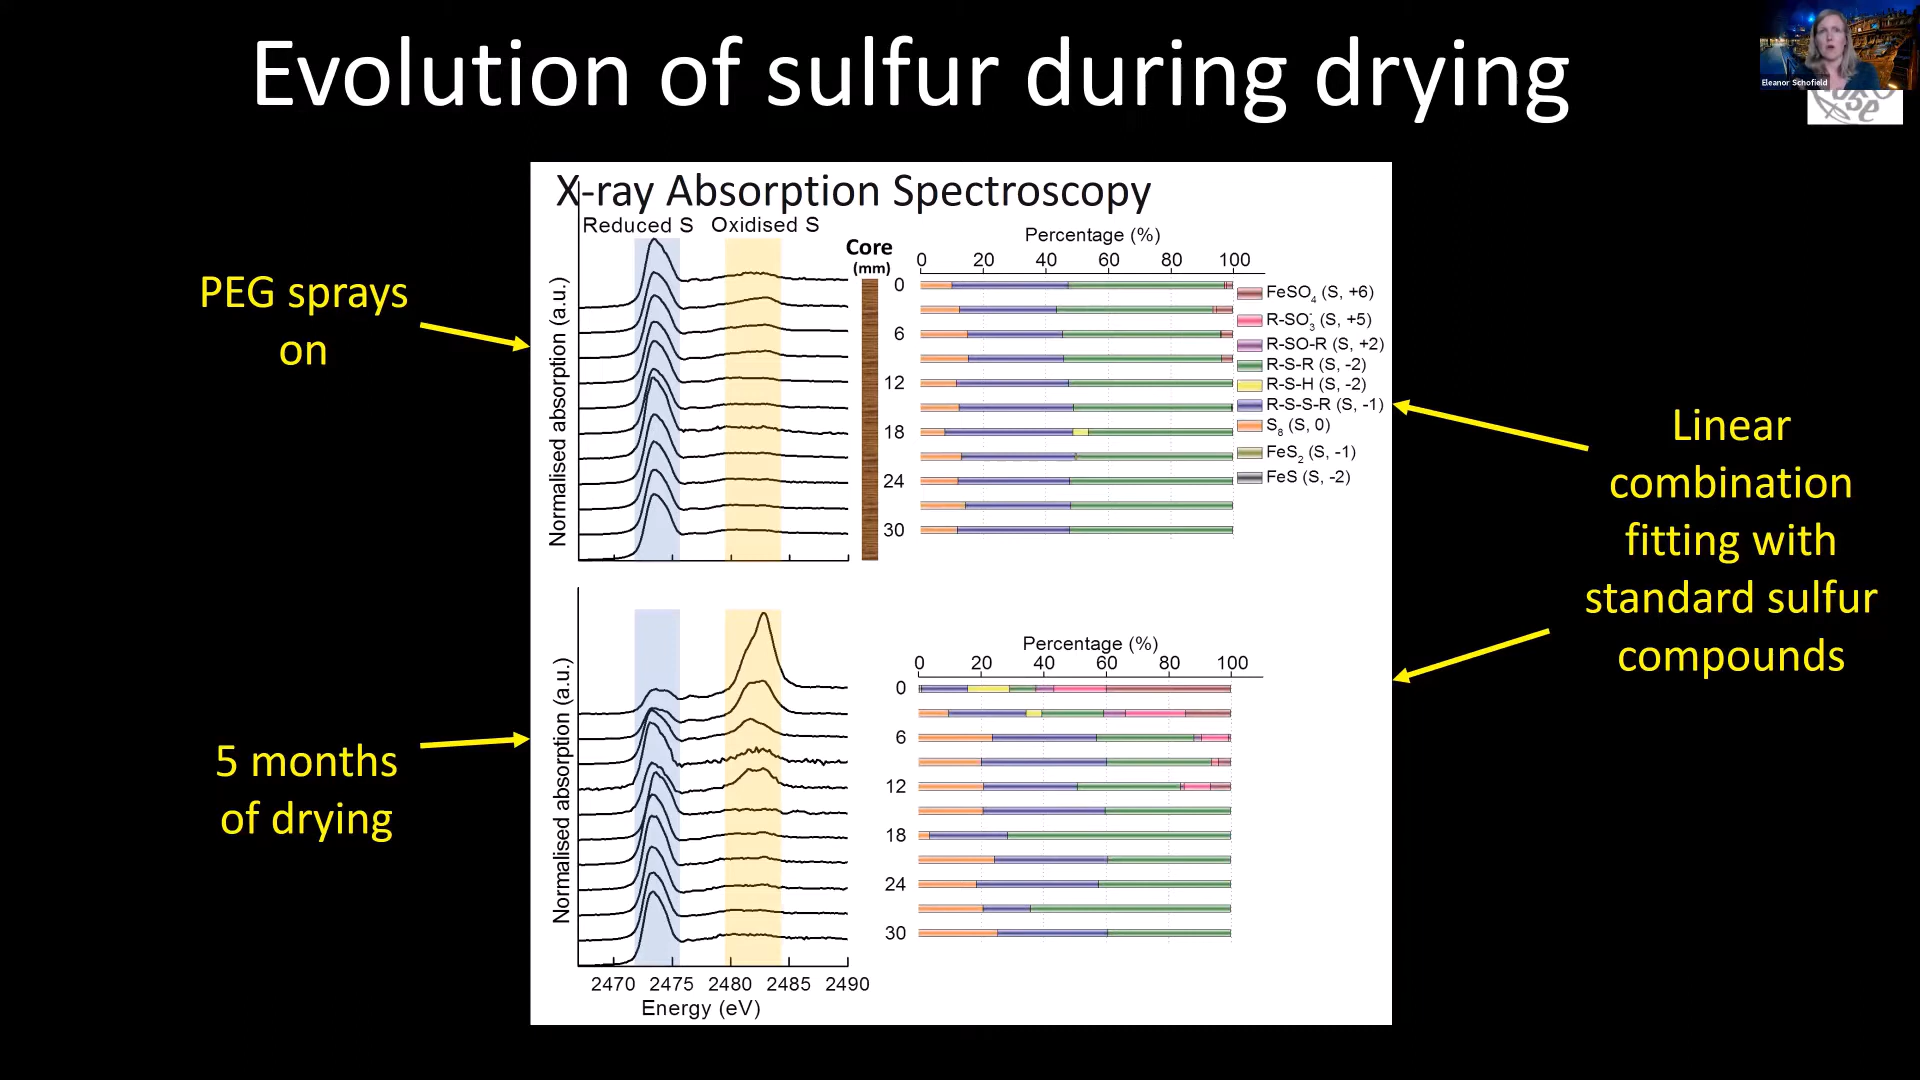 Evolution of sulfur during drying
Eleanor Schofield
X-ray Absorption Spectroscopy
Reduced S
Oxidised S
Core
(mm)
Percentage (%)
0 20 40 60 80 100
Normalised absorption (a.u.)
0
6
12
18
24
30
FeSO4 (S, +6)
R-SO3- (S, +5)
R-SO-R (S, +2)
R-S-R (S, -2)
R-S-H (S, -2)
R-S-S-R (S, -1)
S8 (S, 0)
FeS2 (S, -1)
FeS (S, -2)
PEG sprays
on
5 months
of drying
Linear
combination
fitting with
standard sulfur
compounds
Percentage (%)
0 20 40 60 80 100
Normalised absorption (a.u.)
0
6
12
18
24
30
2470 2475 2480 2485 2490
Energy (eV)